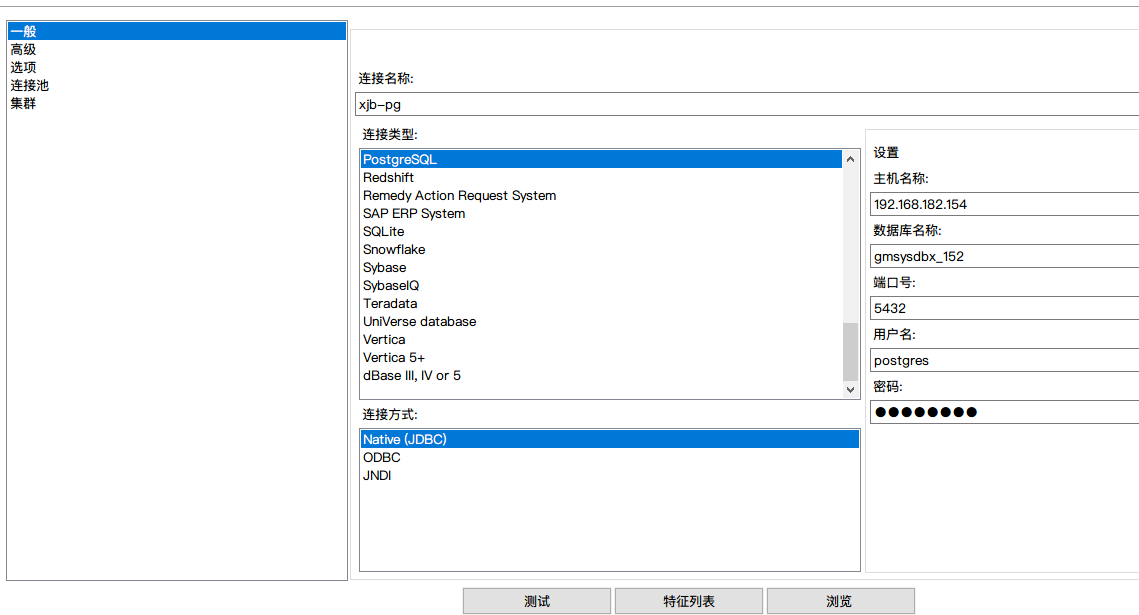 一般
高级
选项
连接池
集群
连接名称:
xjb-pg
连接类型:
PostgreSQL
Redshift
Remedy Action Request System
SAP ERP System
SQLite
Snowflake
Sybase
SybaseIQ
Teradata
UniVerse database
Vertica
Vertica 5+
dBase III, IV or 5
连接方式:
Native (JDBC)
ODBC
JNDI
设置
主机名称:
192.168.182.154
数据库名称:
gmsysdbx_152
端口号:
5432
用户名:
postgres
密码:
●●●●●●●●
测试
特征列表
浏览